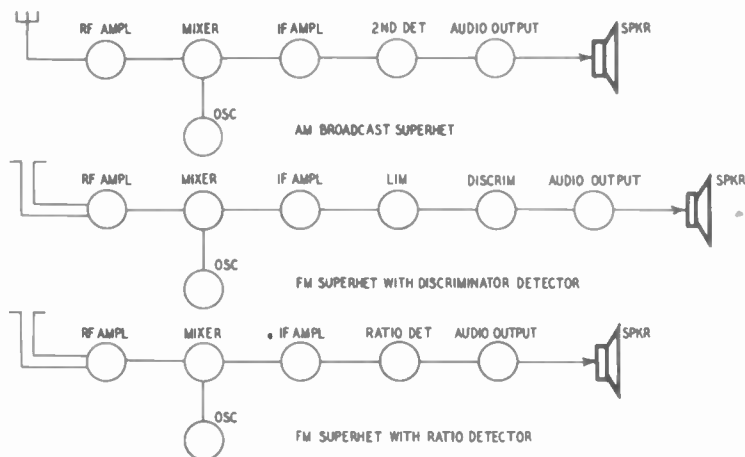 RF AMPL MIXER IF AMPL 2ND DET AUDIO OUTPUT SPKR
OSC
AM BROADCAST SUPERHET
RF AMPL MIXER IF AMPL LIM DISCRIM AUDIO OUTPUT SPKR
OSC
FM SUPERHET WITH DISCRIMINATOR DETECTOR
RF AMPL MIXER IF AMPL RATIO DET AUDIO OUTPUT SPKR
OSC
FM SUPERHET WITH RATIO DETECTOR